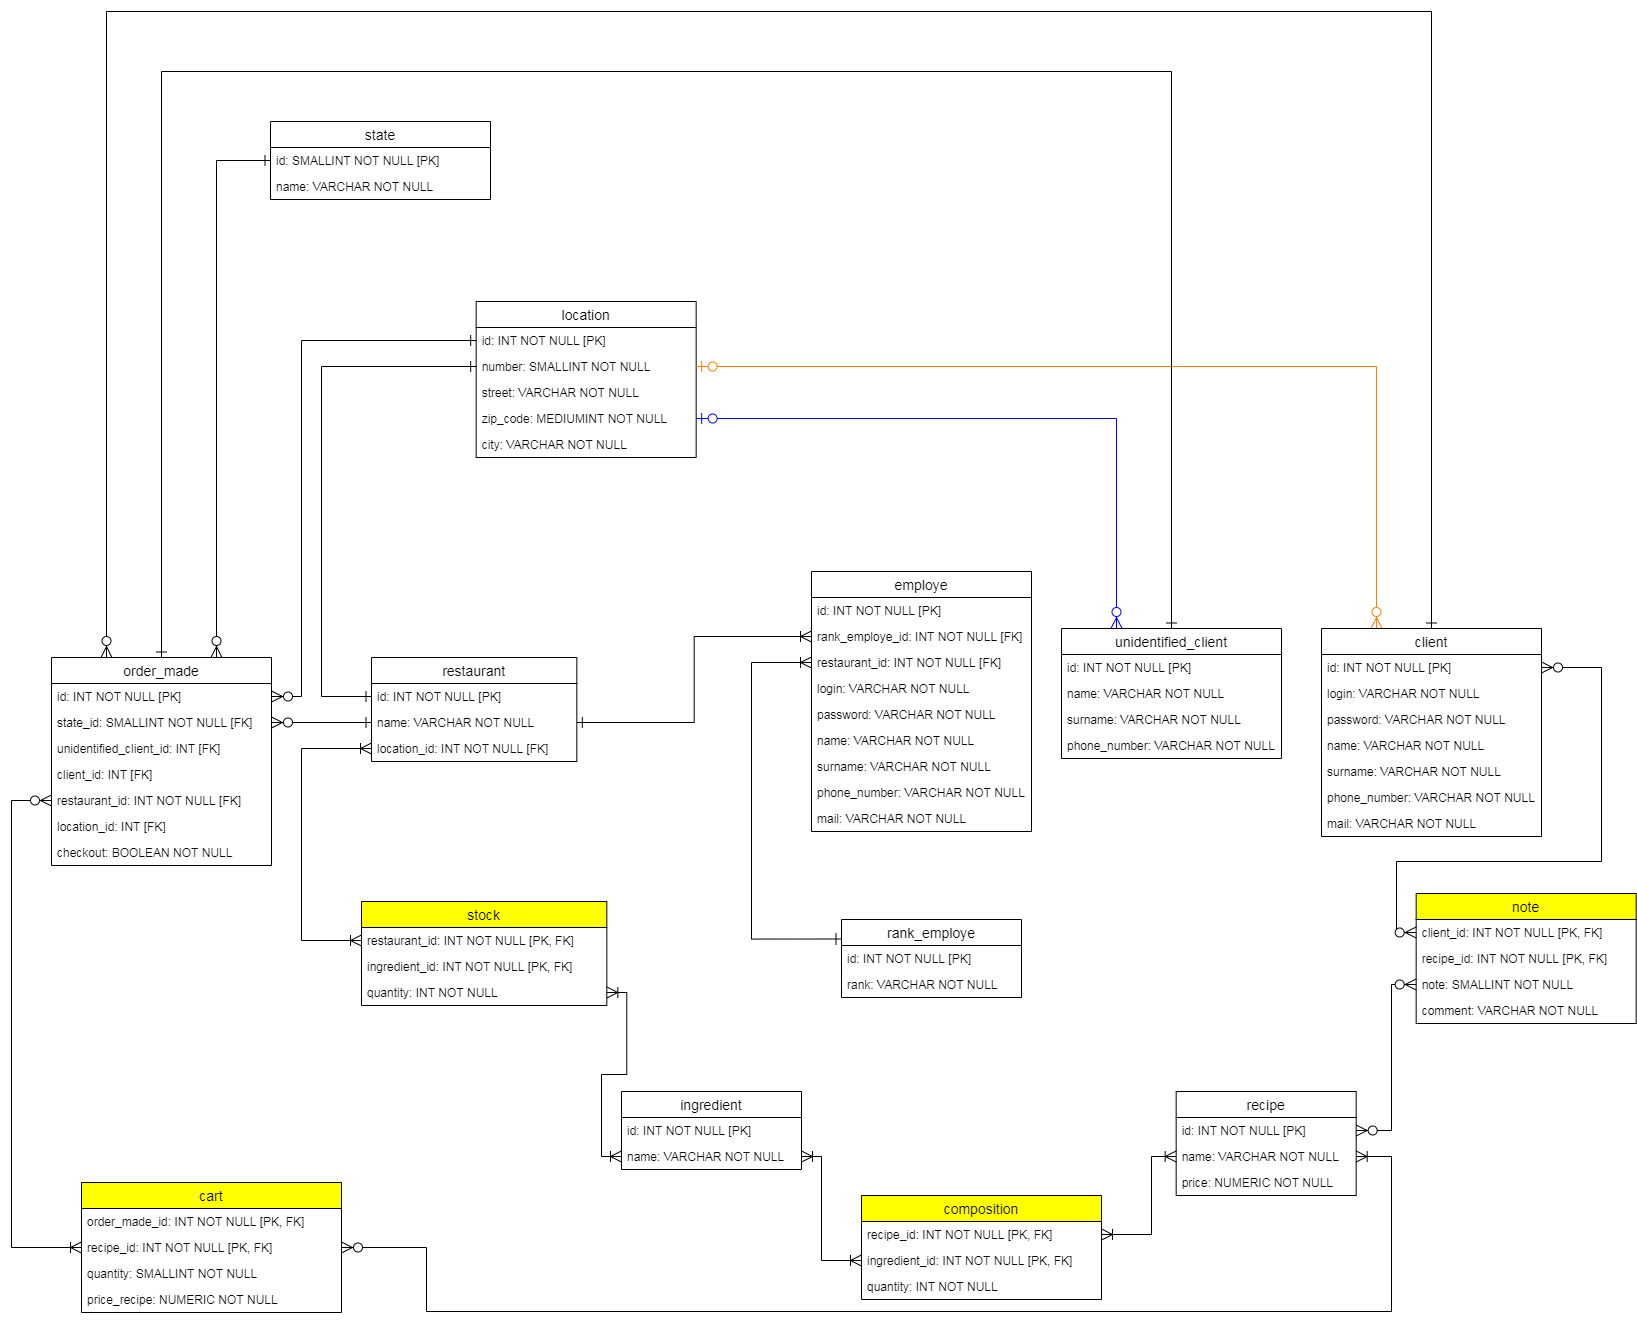 state
id: SMALLINT NOT NULL [PK]
name: VARCHAR NOT NULL
location
id: INT NOT NULL [PK]
number: SMALLINT NOT NULL
street: VARCHAR NOT NULL
zip_code: MEDIUMINT NOT NULL
city: VARCHAR NOT NULL
order_made
id: INT NOT NULL [PK]
state_id: SMALLINT NOT NULL [FK]
unidentified_client_id: INT [FK]
client_id: INT [FK]
restaurant_id: INT NOT NULL [FK]
location_id: INT [FK]
checkout: BOOLEAN NOT NULL
restaurant
id: INT NOT NULL [PK]
name: VARCHAR NOT NULL
location_id: INT NOT NULL [FK]
employe
id: INT NOT NULL [PK]
rank_employe_id: INT NOT NULL [FK]
restaurant_id: INT NOT NULL [FK]
login: VARCHAR NOT NULL
password: VARCHAR NOT NULL
name: VARCHAR NOT NULL
surname: VARCHAR NOT NULL
phone_number: VARCHAR NOT NULL
mail: VARCHAR NOT NULL
unidentified_client
id: INT NOT NULL [PK]
name: VARCHAR NOT NULL
surname: VARCHAR NOT NULL
phone_number: VARCHAR NOT NULL
client
id: INT NOT NULL [PK]
login: VARCHAR NOT NULL
password: VARCHAR NOT NULL
name: VARCHAR NOT NULL
surname: VARCHAR NOT NULL
phone_number: VARCHAR NOT NULL
mail: VARCHAR NOT NULL
stock
restaurant_id: INT NOT NULL [PK, FK]
ingredient_id: INT NOT NULL [PK, FK]
quantity: INT NOT NULL
rank_employe
id: INT NOT NULL [PK]
rank: VARCHAR NOT NULL
note
client_id: INT NOT NULL [PK, FK]
recipe_id: INT NOT NULL [PK, FK]
note: SMALLINT NOT NULL
comment: VARCHAR NOT NULL
ingredient
id: INT NOT NULL [PK]
name: VARCHAR NOT NULL
recipe
id: INT NOT NULL [PK]
name: VARCHAR NOT NULL
price: NUMERIC NOT NULL
cart
order_made_id: INT NOT NULL [PK, FK]
recipe_id: INT NOT NULL [PK, FK]
quantity: SMALLINT NOT NULL
price_recipe: NUMERIC NOT NULL
composition
recipe_id: INT NOT NULL [PK, FK]
ingredient_id: INT NOT NULL [PK, FK]
quantity: INT NOT NULL